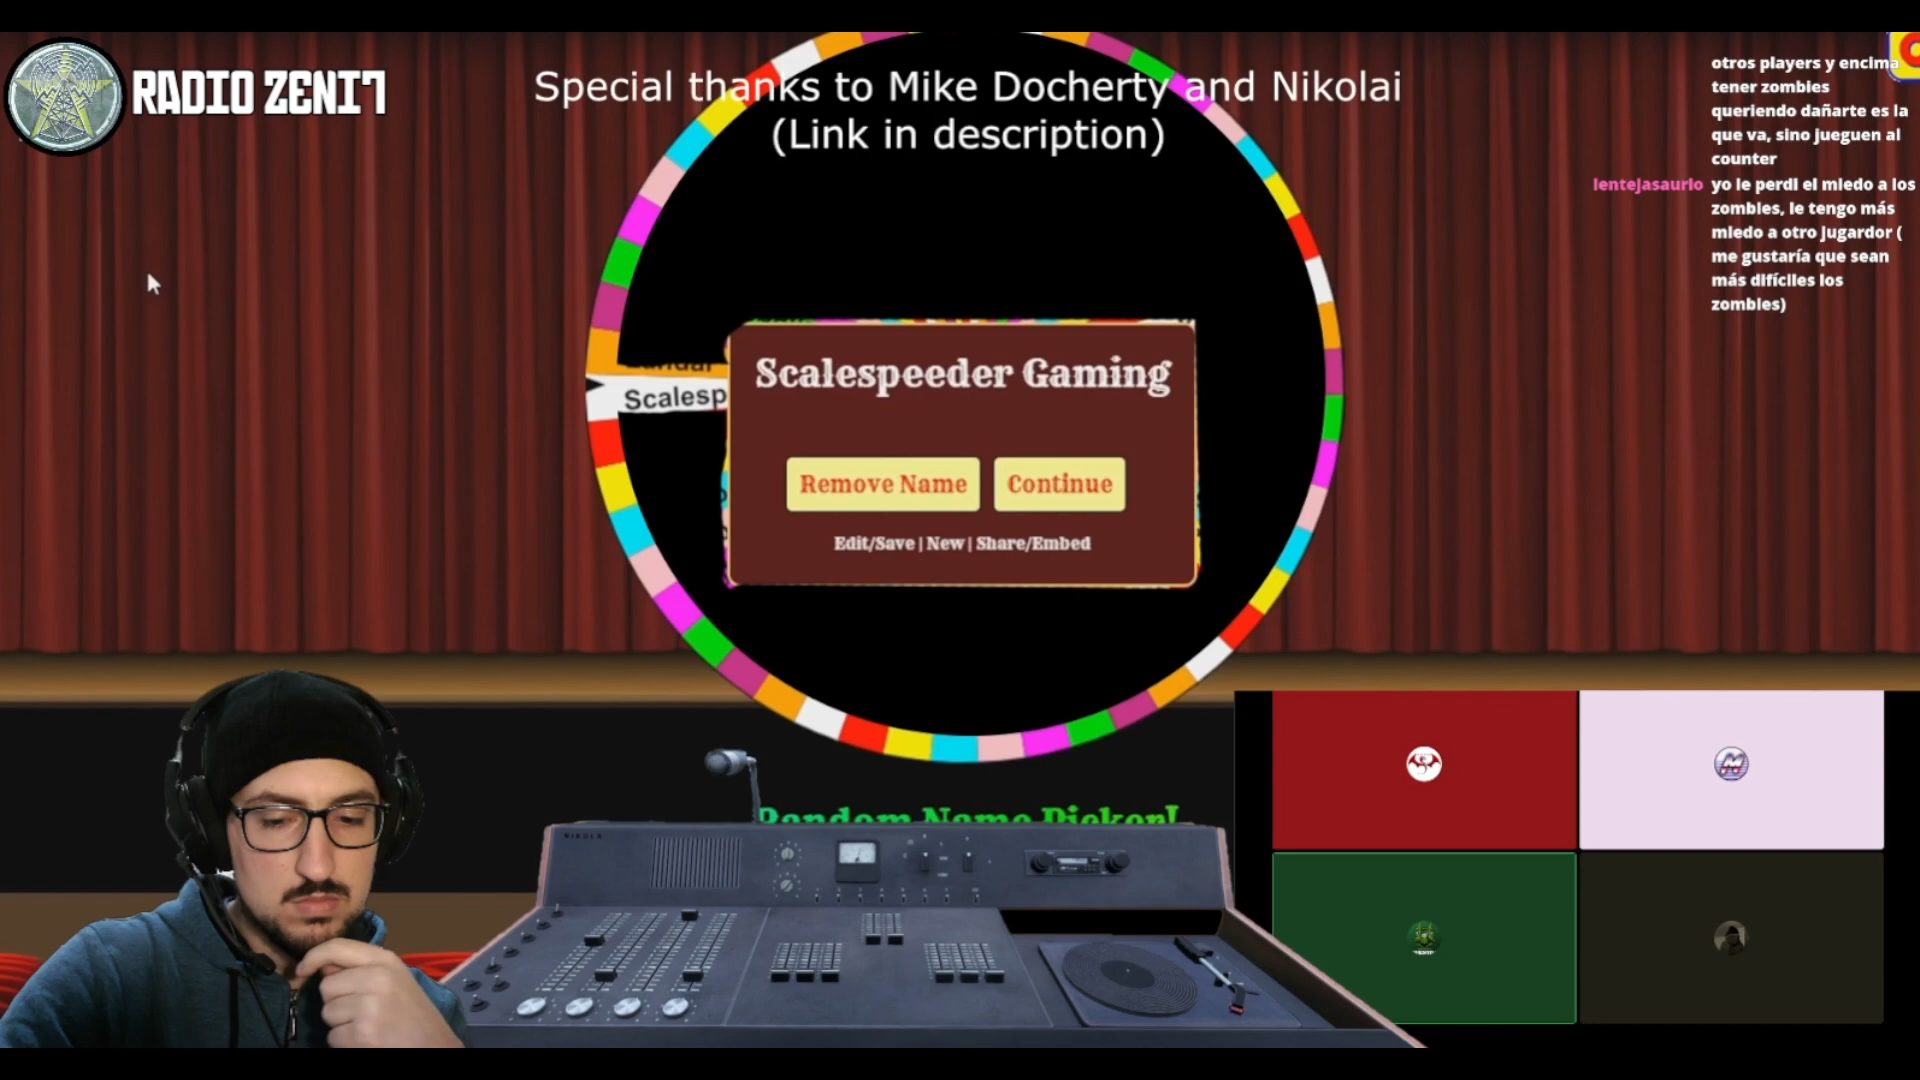 RADIO ZENIT
Special thanks to Mike Docherty and Nikolai
(Link in description)
otros players y encima
tener zombies
queriendo dañarte es la
que va, sino jueguen al
counter
lentejasaurio yo le perdi el miedo a los
zombies, le tengo más
miedo a otro jugardor (
me gustaría que sean
más difíciles los
zombies)
Scalesp
Scalespeeder Gaming
Remove Name
Continue
Edit/Save | New | Share/Embed
Random Name Picker!
NIKOLA